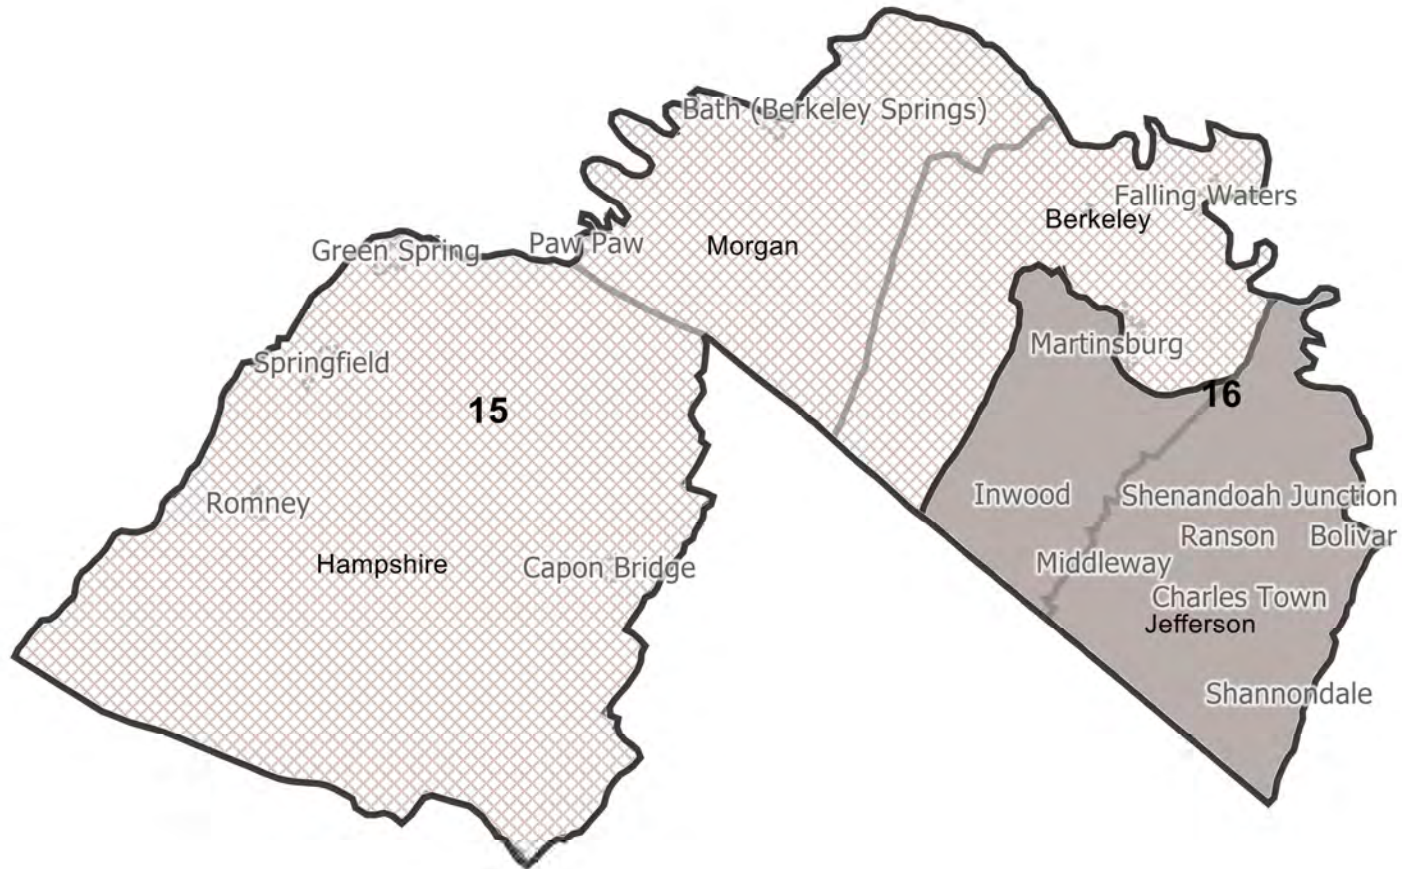 Bath (Berkeley Springs)
Falling Waters
Berkeley
Green Spring
Paw Paw
Morgan
Martinsburg
Springfield
15
16
Inwood
Shenandoah Junction
Romney
Ranson
Bolivar
Hampshire
Capon Bridge
Middleway
Charles Town
Jefferson
Shannondale